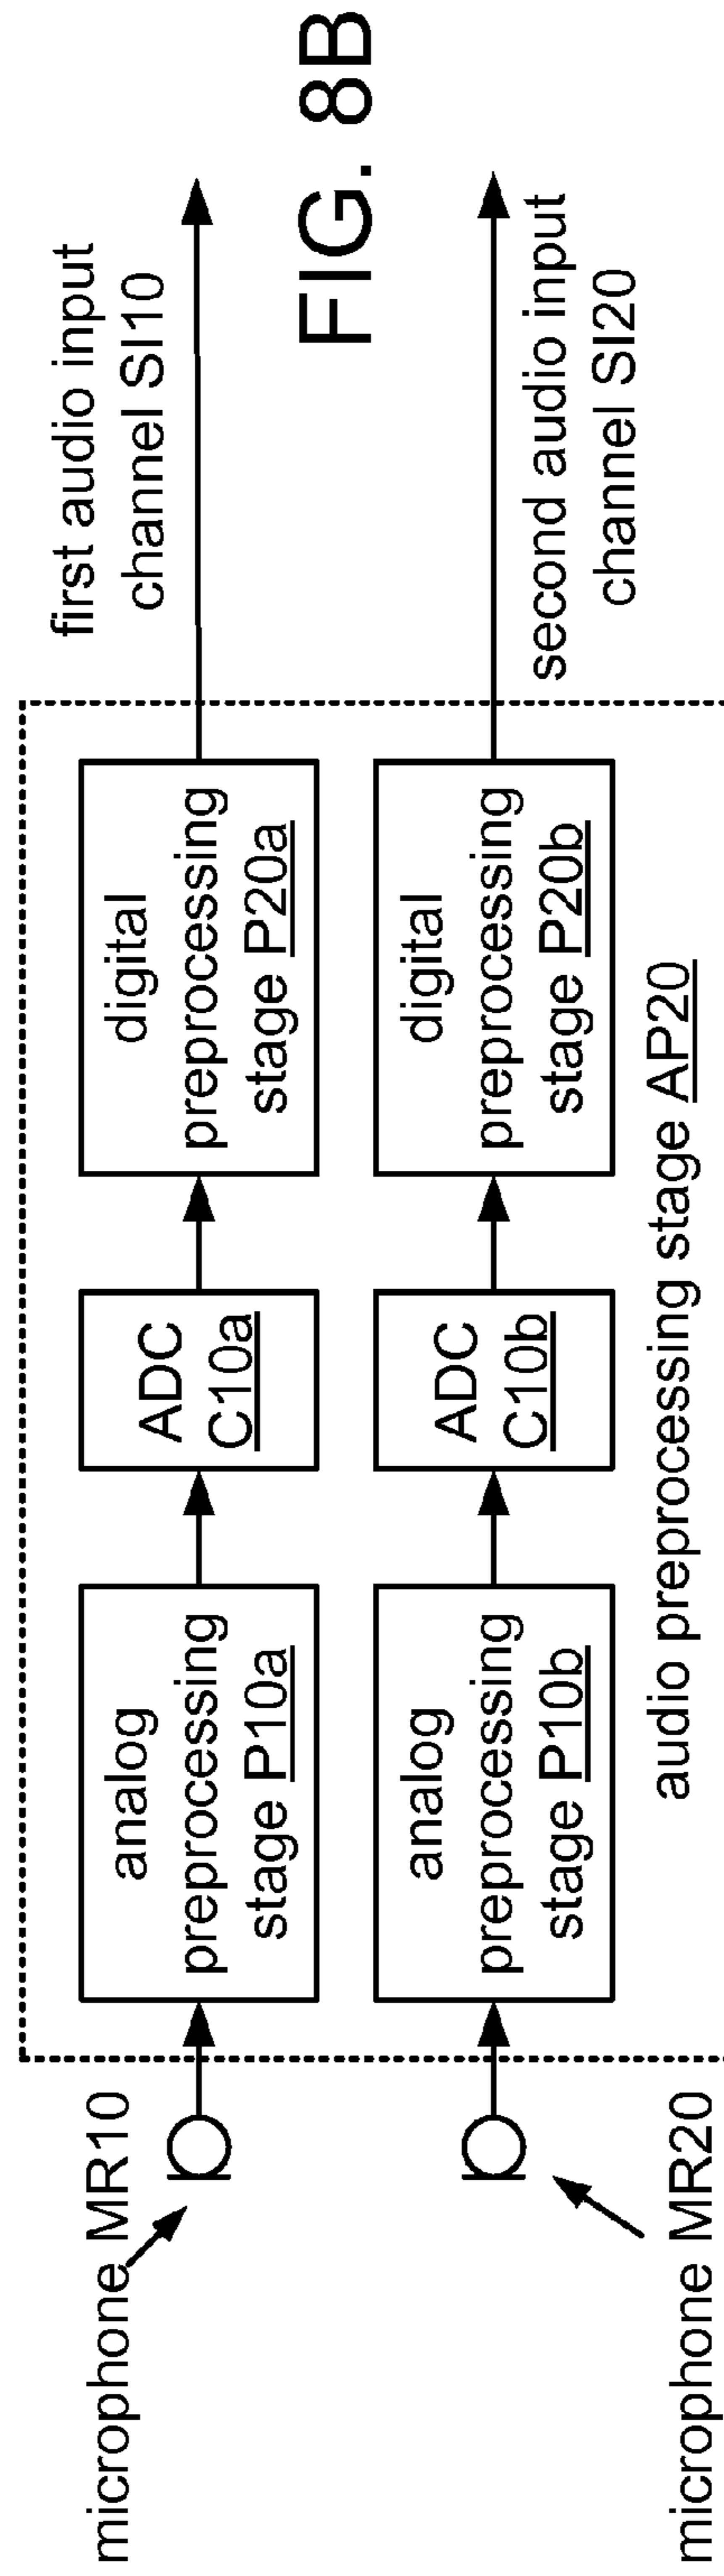 microphone MR10
analog
preprocessing
stage P10a
ADC
C10a
digital
preprocessing
stage P20a
first audio input
channel SI10
microphone MR20
analog
preprocessing
stage P10b
ADC
C10b
digital
preprocessing
stage P20b
second audio input
channel SI20
audio preprocessing stage AP20
FIG. 8B